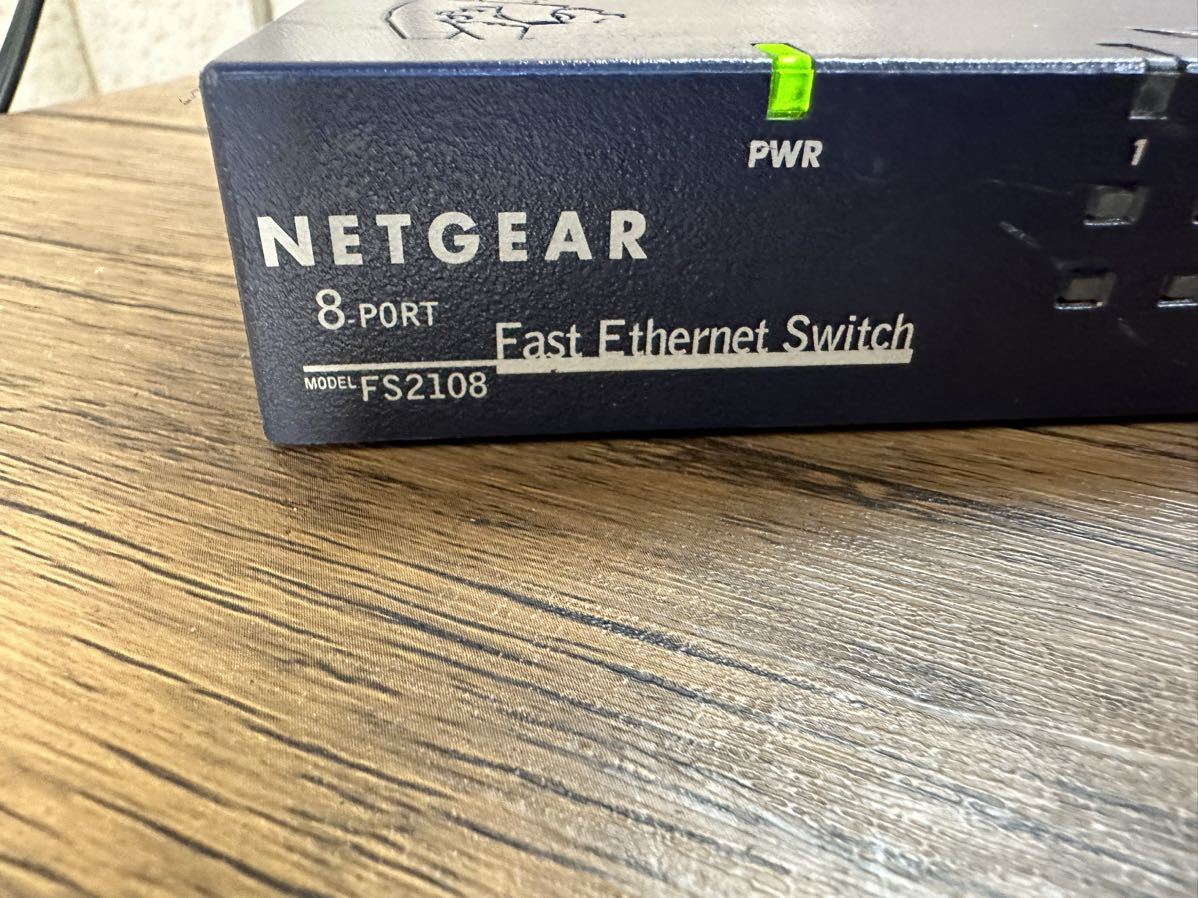 PWR
1
NETGEAR
8-PORT
Fast Ethernet Switch
MODEL FS2108